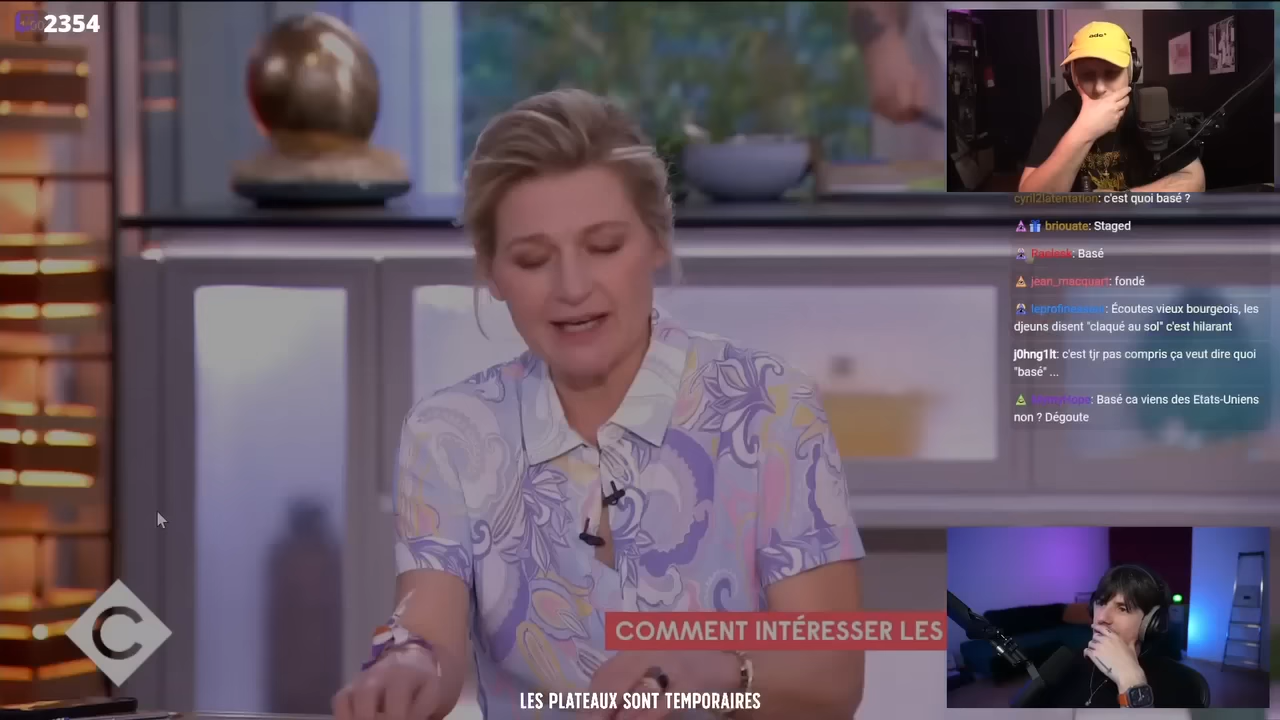 2354
cyril2latentation: c'est quoi basé ?
briouate: Staged
: Basé
jean_macquart: fondé
: Écoutes vieux bourgeois, les
djeuns disent "claqué au sol" c'est hilarant
j0hng1lt: c'est tjr pas compris ça veut dire quoi
"basé" ...
: Basé ca viens des Etats-Uniens
non ? Dégoute
C
COMMENT INTÉRESSER LES
LES PLATEAUX SONT TEMPORAIRES